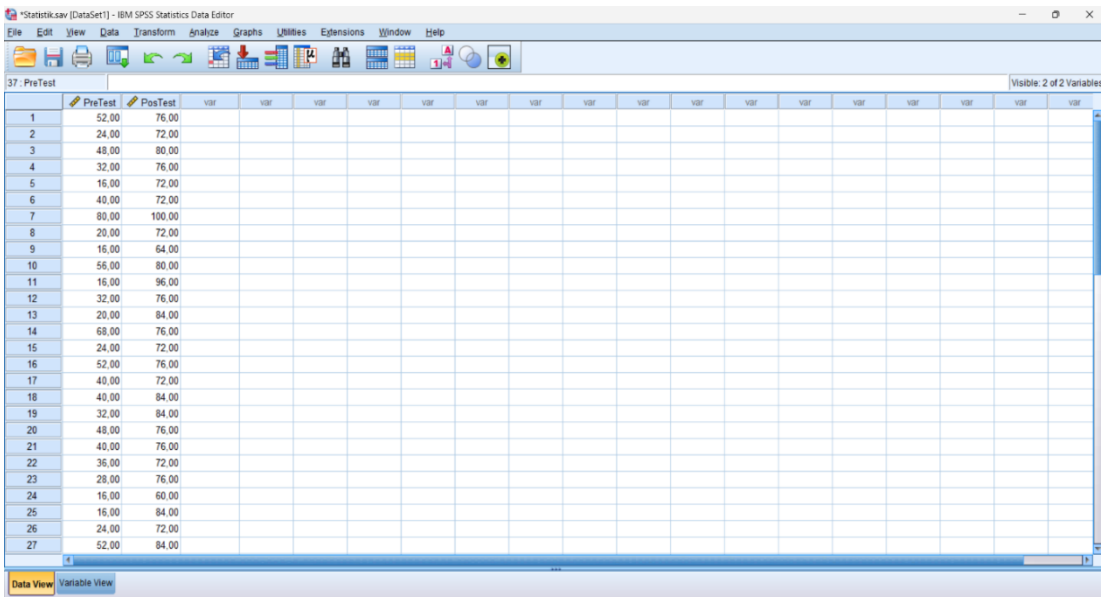 *Statistik.sav [DataSet1] - IBM SPSS Statistics Data Editor
File Edit View Data Transform Analyze Graphs Utilities Extensions Window Help
37 : PreTest Visible: 2 of 2 Variables
PreTest PosTest var var var var var var var var var var var var var var var var var
1 52,00 76,00
2 24,00 72,00
3 48,00 80,00
4 32,00 76,00
5 16,00 72,00
6 40,00 72,00
7 80,00 100,00
8 20,00 72,00
9 16,00 64,00
10 56,00 80,00
11 16,00 96,00
12 32,00 76,00
13 20,00 84,00
14 68,00 76,00
15 24,00 72,00
16 52,00 76,00
17 40,00 72,00
18 40,00 84,00
19 32,00 84,00
20 48,00 76,00
21 40,00 76,00
22 36,00 72,00
23 28,00 76,00
24 16,00 60,00
25 16,00 84,00
26 24,00 72,00
27 52,00 84,00
Data View Variable View